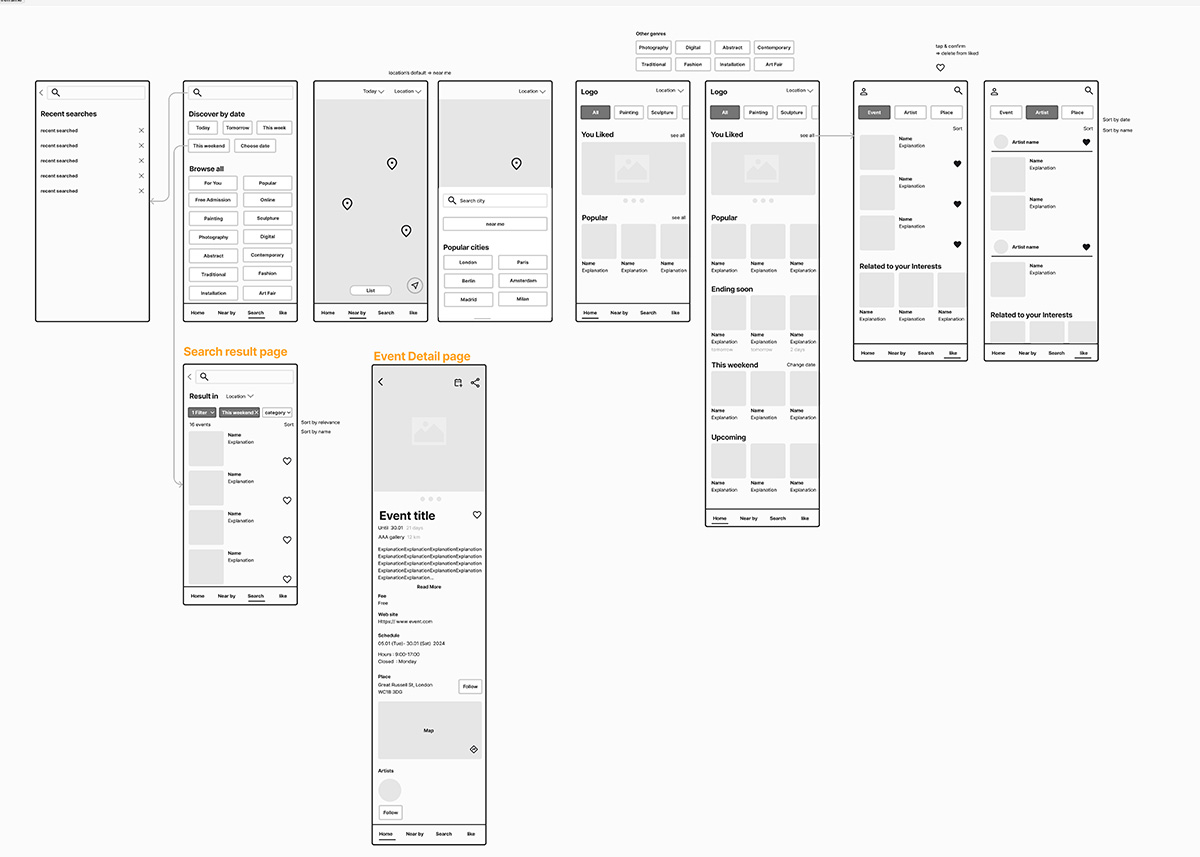 Other genres
Photography Digital Abstract Contemporary
Traditional Fashion Installation Art Fair
tap & confirm
→ delete from liked
location's default → near me
Recent searches
recent searched
recent searched
recent searched
recent searched
recent searched
Discover by date
Today Tomorrow This week
This weekend Choose date
Browse all
For You Popular
Free Admission Online
Painting Sculpture
Photography Digital
Abstract Contemporary
Traditional Fashion
Installation Art Fair
Home Near by Search like
Today Location
List
Home Near by Search like
Location
Search city
near me
Popular cities
London Paris
Berlin Amsterdam
Madrid Milan
Logo Location
All Painting Sculpture
You Liked see all
Popular see all
Name Name Name
Explanation Explanation Explanation
Home Near by Search like
Logo Location
All Painting Sculpture
You Liked see all
Popular
Name Name Name
Explanation Explanation Explanation
Ending soon
Name Name Name
Explanation Explanation Explanation
tomorrow tomorrow 2 days
This weekend Change date
Name Name Name
Explanation Explanation Explanation
Upcoming
Name Name Name
Explanation Explanation Explanation
Home Near by Search like
Event Artist Place
Sort
Name
Explanation
Name
Explanation
Name
Explanation
Related to your Interests
Name Name Name
Explanation Explanation Explanation
Home Near by Search like
Event Artist Place
Sort
Artist name
Name
Explanation
Name
Explanation
Artist name
Name
Explanation
Related to your Interests
Home Near by Search like
Sort by date
Sort by name
Search result page
Result in Location
1 Filter This weekend X category
16 events Sort
Name
Explanation
Name
Explanation
Name
Explanation
Name
Explanation
Home Near by Search like
Sort by relevance
Sort by name
Event Detail page
Event title
Until 30.01 21 days
AAA gallery 13 km
ExplanationExplanationExplanationExplanation
ExplanationExplanationExplanationExplanation
ExplanationExplanationExplanationExplanation
ExplanationExplanationExplanationExplanation
ExplanationExplanation...
Read More
Fee
Free
Web site
Https:// www.event.com
Schedule
05.01 (Tue)- 30.01 (Sat) 2024
Hours : 9:00-17:00
Closed : Monday
Place
Great Russell St, London
WC1B 3DG
Follow
Map
Artists
Follow
Home Near by Search like